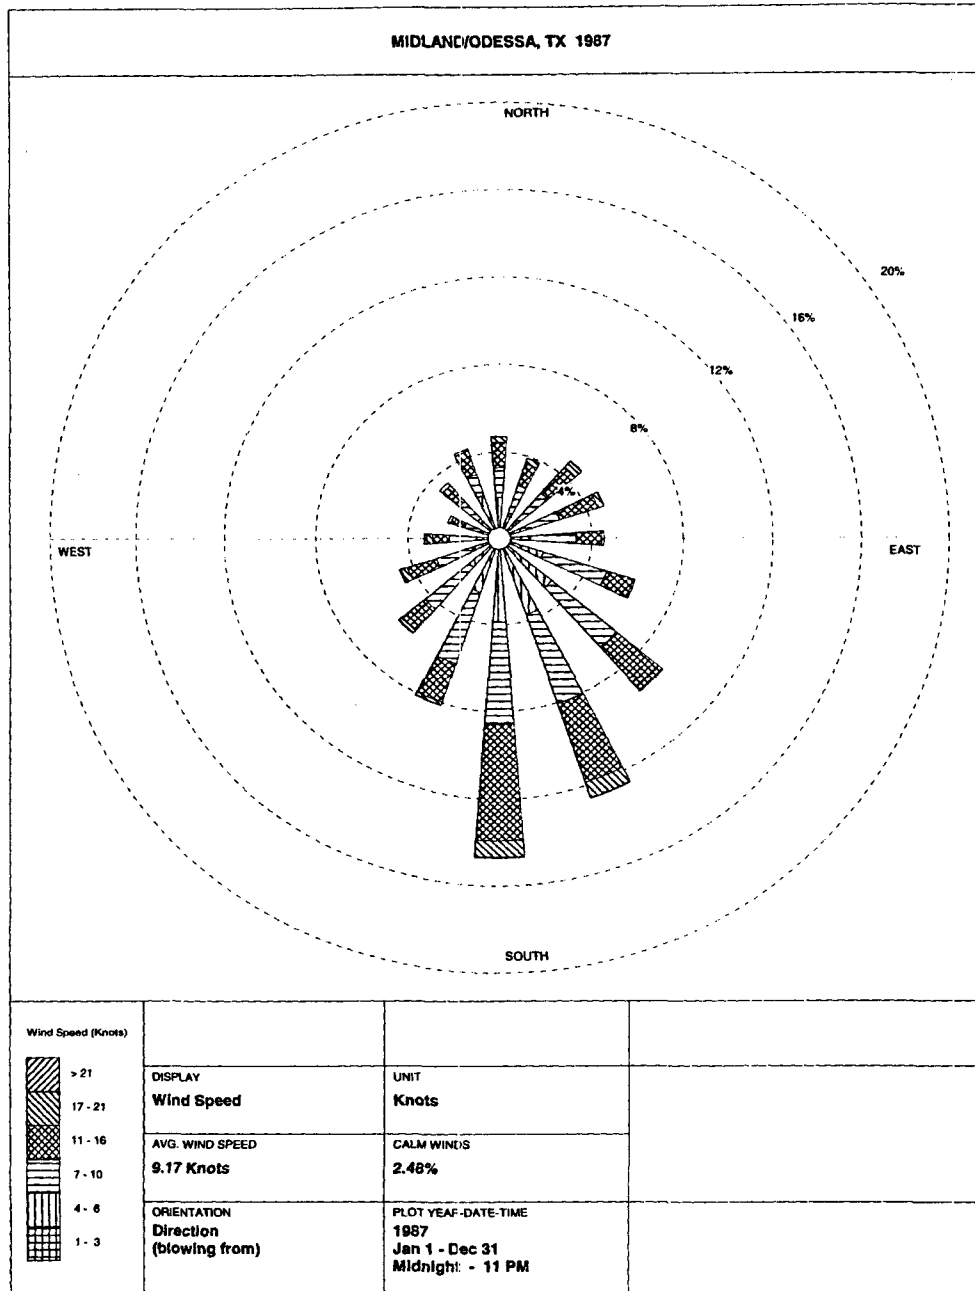 MIDLAND/ODESSA, TX 1987
NORTH
20%
16%
12%
8%
4%
WEST
EAST
SOUTH
Wind Speed (Knots)
> 21
17 - 21
11 - 16
7 - 10
4 - 6
1 - 3
DISPLAY
Wind Speed
UNIT
Knots
AVG. WIND SPEED
9.17 Knots
CALM WINDS
2.48%
ORIENTATION
Direction
(blowing from)
PLOT YEAR-DATE-TIME
1987
Jan 1 - Dec 31
Midnight - 11 PM